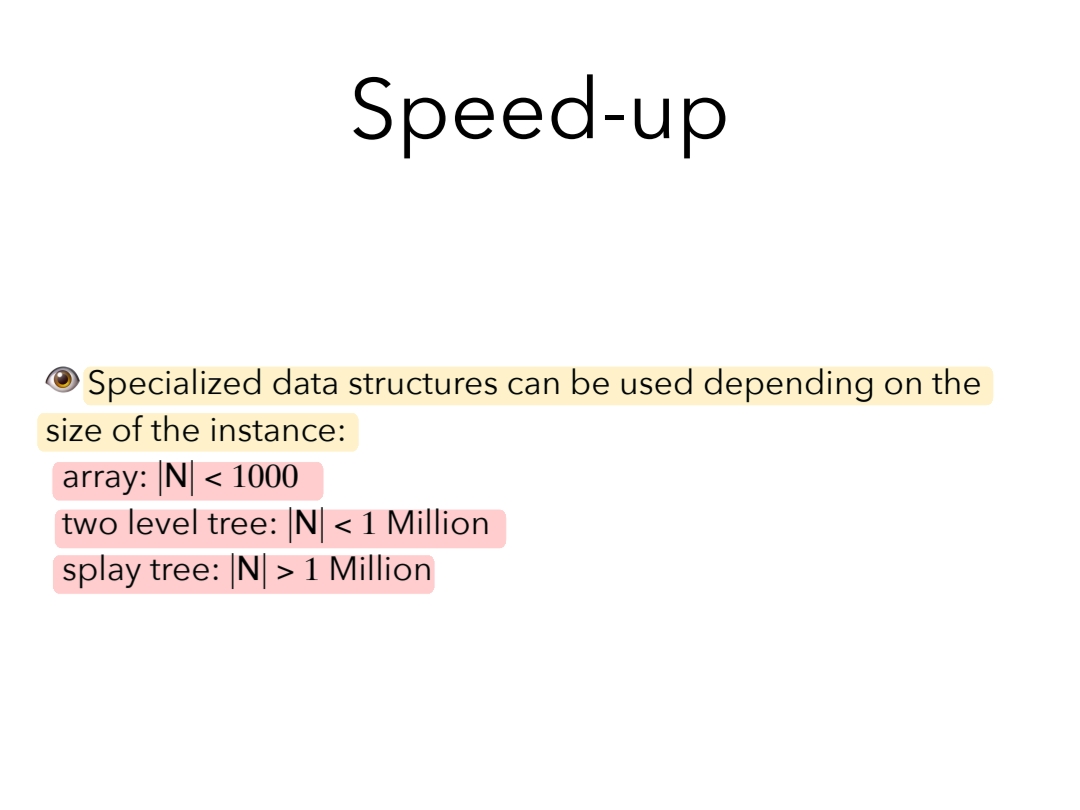 Speed-up
👁 Specialized data structures can be used depending on the
size of the instance:
array: |N| < 1000
two level tree: |N| < 1 Million
splay tree: |N| > 1 Million